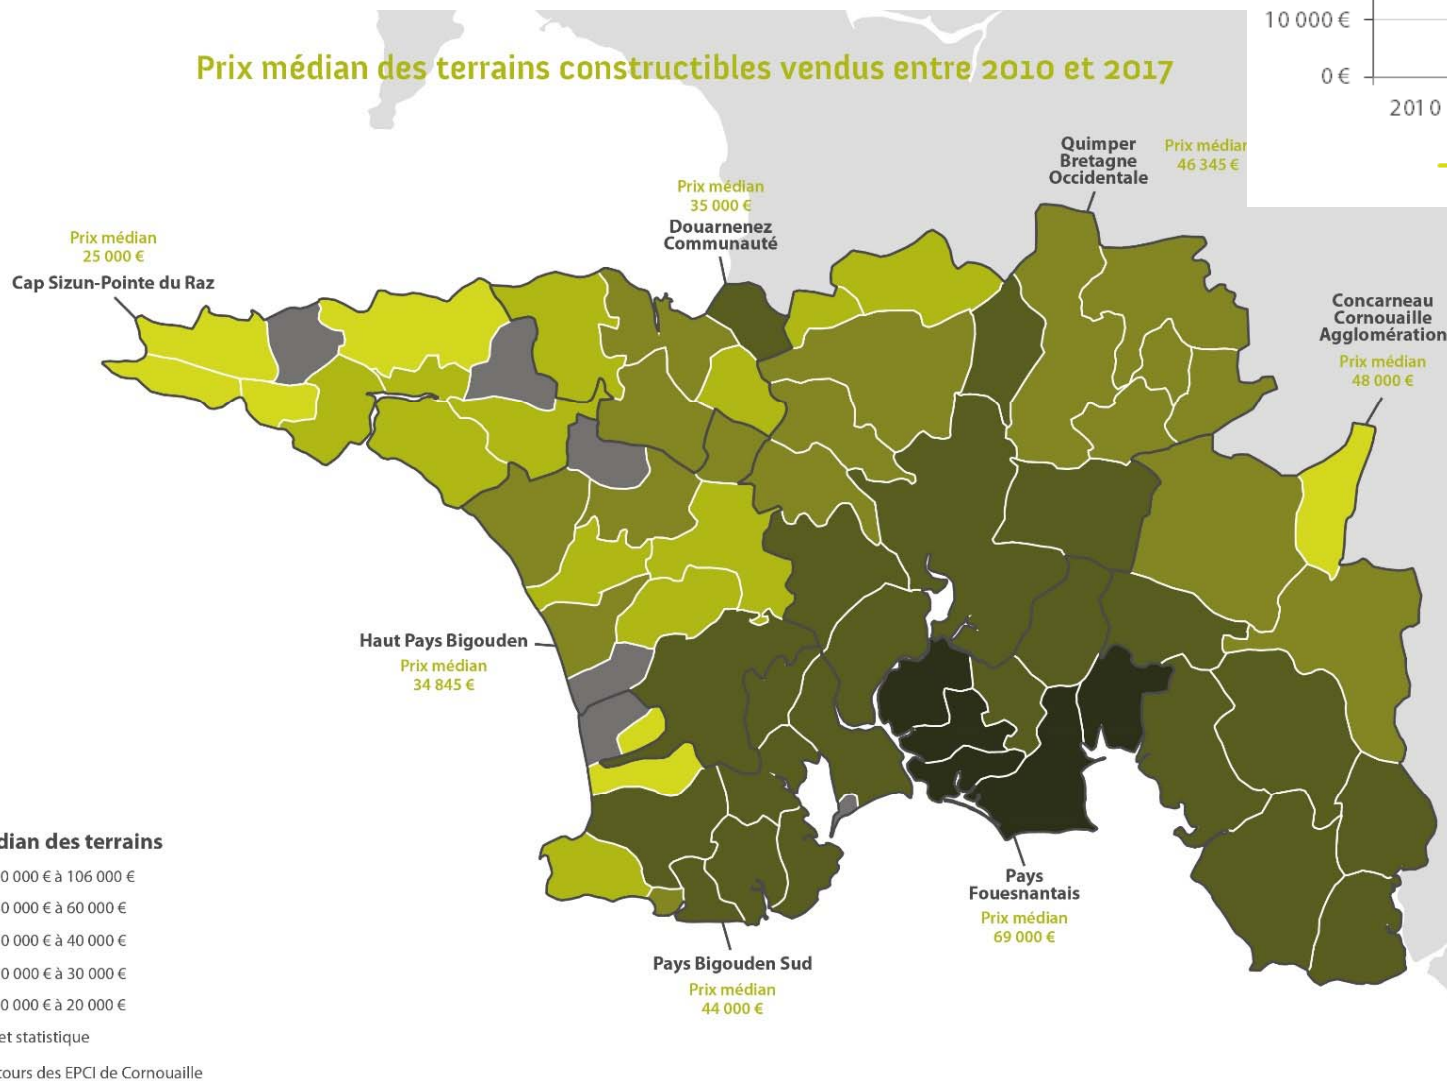 10 000 €
0 €
2010
Prix médian des terrains constructibles vendus entre 2010 et 2017
Quimper
Bretagne
Occidentale
Prix médian
46 345 €
Prix médian
35 000 €
Douarnenez
Communauté
Prix médian
25 000 €
Cap Sizun-Pointe du Raz
Concarneau
Cornouaille
Agglomération
Prix médian
48 000 €
Haut Pays Bigouden
Prix médian
34 845 €
dian des terrains
0 000 € à 106 000 €
0 000 € à 60 000 €
0 000 € à 40 000 €
0 000 € à 30 000 €
0 000 € à 20 000 €
et statistique
tours des EPCI de Cornouaille
Pays
Fouesnantais
Prix médian
69 000 €
Pays Bigouden Sud
Prix médian
44 000 €